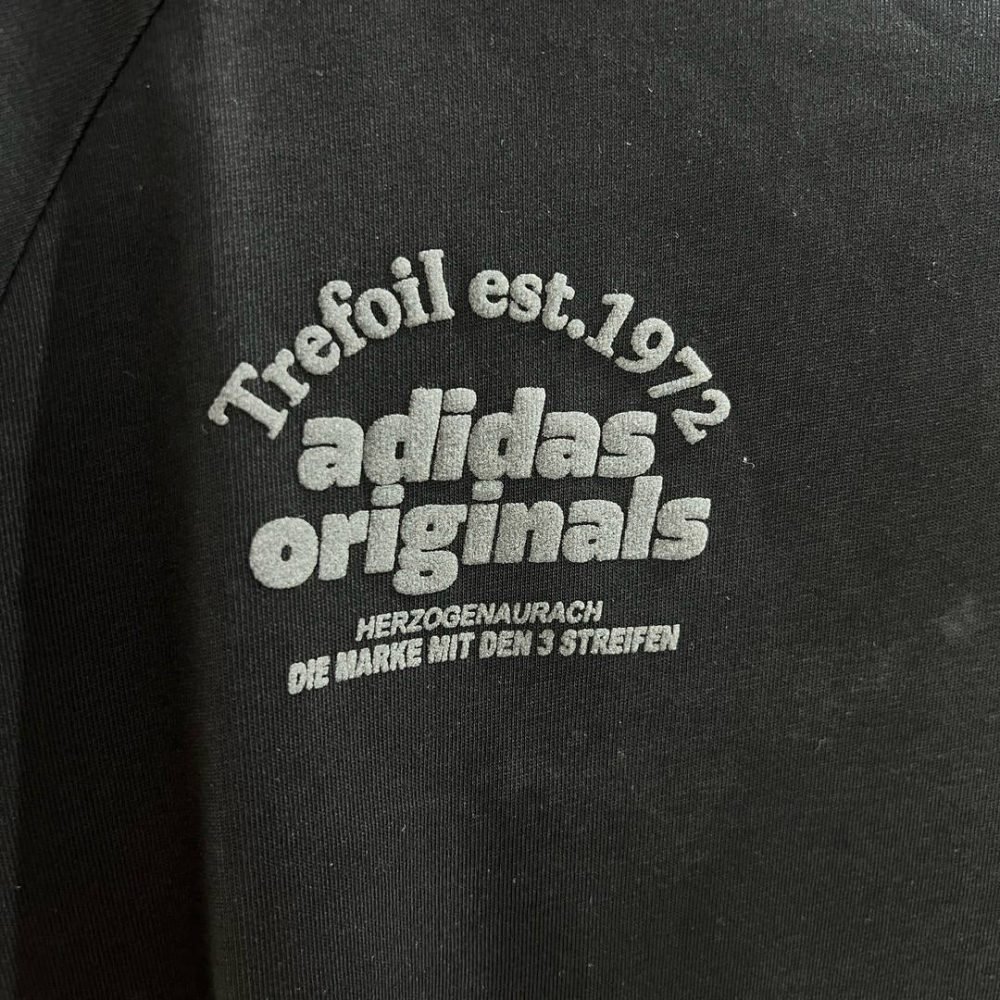 Trefoil est.1972
adidas
originals
HERZOGENAURACH
DIE MARKE MIT DEN 3 STREIFEN